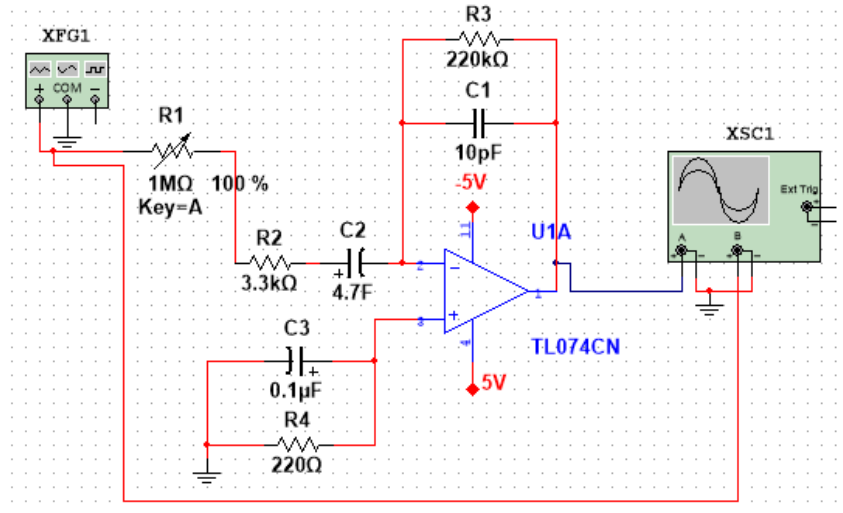 XFG1
+ COM −
R1
1MΩ 100 %
Key=A
R2
3.3kΩ
C2
+
4.7F
R3
220kΩ
C1
10pF
-5V
11
U1A
2
−
+
3
1
4
TL074CN
5V
C3
+
0.1µF
R4
220Ω
XSC1
Ext Trig
+
−
A
B
+ − + −